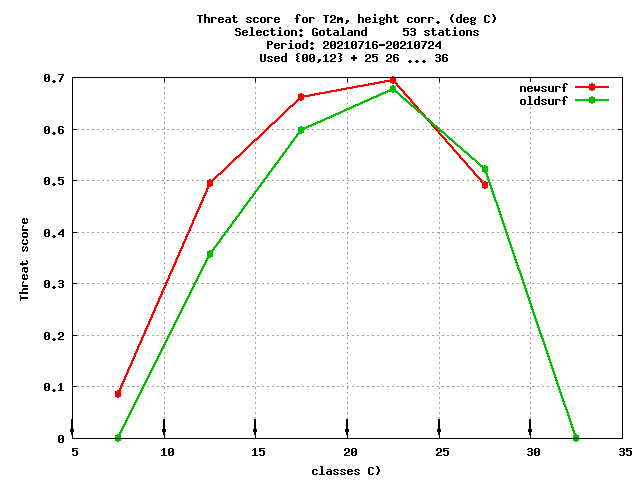 Threat score  for T2m, height corr. (deg C)
Selection: Gotaland     53 stations
Period: 20210716-20210724
Used {00,12} + 25 26 ... 36
newsurf
oldsurf
0.7
0.6
0.5
0.4
0.3
0.2
0.1
0
Threat score
5 10 15 20 25 30 35
classes C)